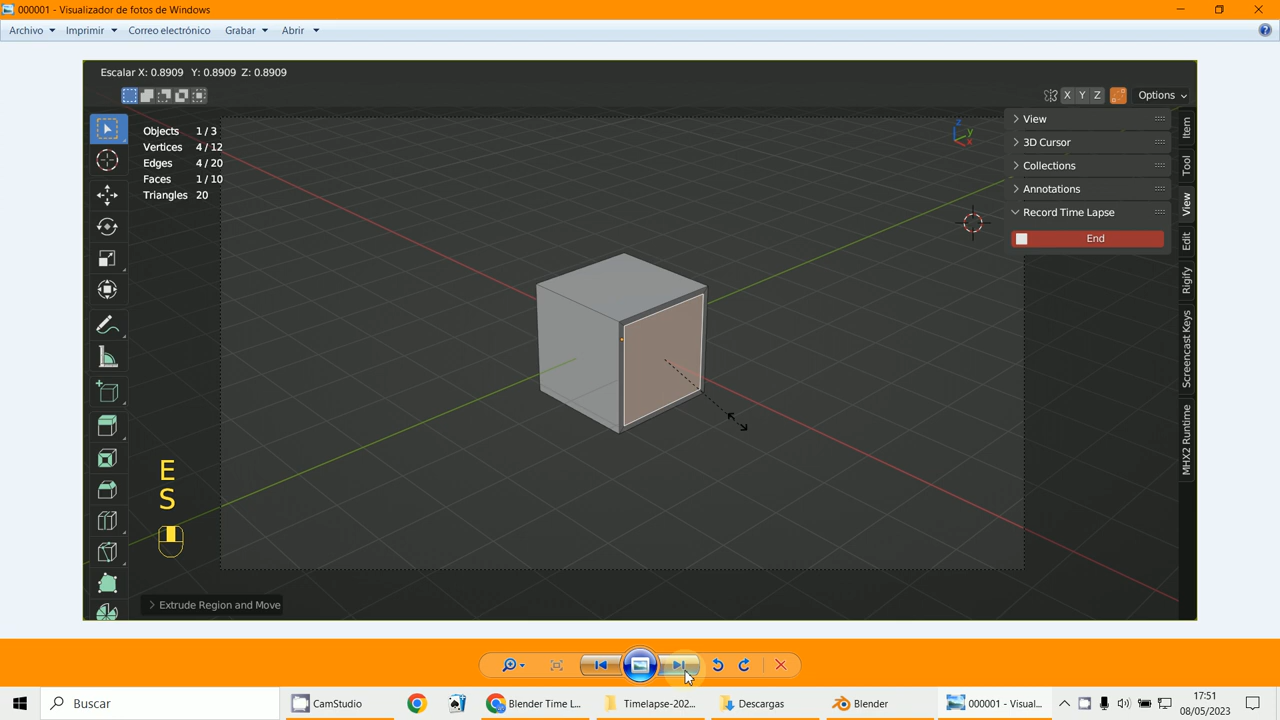 000001 - Visualizador de fotos de Windows
Archivo Imprimir Correo electrónico Grabar Abrir
Escalar X: 0.8909 Y: 0.8909 Z: 0.8909
X Y Z Options
Objects 1 / 3
Vertices 4 / 12
Edges 4 / 20
Faces 1 / 10
Triangles 20
z
y
x
View
3D Cursor
Collections
Annotations
Record Time Lapse
End
Item
Tool
View
Edit
Rigify
Screencast Keys
MHX2 Runtime
E
S
Extrude Region and Move
Buscar
CamStudio
Blender Time L...
Timelapse-202...
Descargas
Blender
000001 - Visual...
17:51
08/05/2023